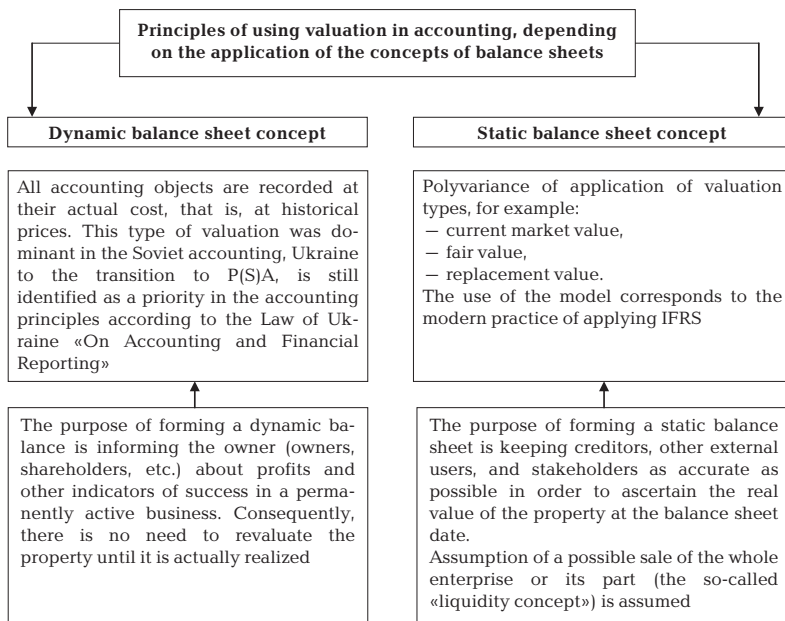 Principles of using valuation in accounting, depending
on the application of the concepts of balance sheets
Dynamic balance sheet concept
Static balance sheet concept
All accounting objects are recorded at
their actual cost, that is, at historical
prices. This type of valuation was do-
minant in the Soviet accounting, Ukraine
to the transition to P(S)A, is still
identified as a priority in the accounting
principles according to the Law of Uk-
raine «On Accounting and Financial
Reporting»
Polyvariance of application of valuation
types, for example:
— current market value,
— fair value,
— replacement value.
The use of the model corresponds to the
modern practice of applying IFRS
The purpose of forming a dynamic ba-
lance is informing the owner (owners,
shareholders, etc.) about profits and
other indicators of success in a perma-
nently active business. Consequently,
there is no need to revaluate the
property until it is actually realized
The purpose of forming a static balance
sheet is keeping creditors, other external
users, and stakeholders as accurate as
possible in order to ascertain the real
value of the property at the balance sheet
date.
Assumption of a possible sale of the whole
enterprise or its part (the so-called
«liquidity concept») is assumed